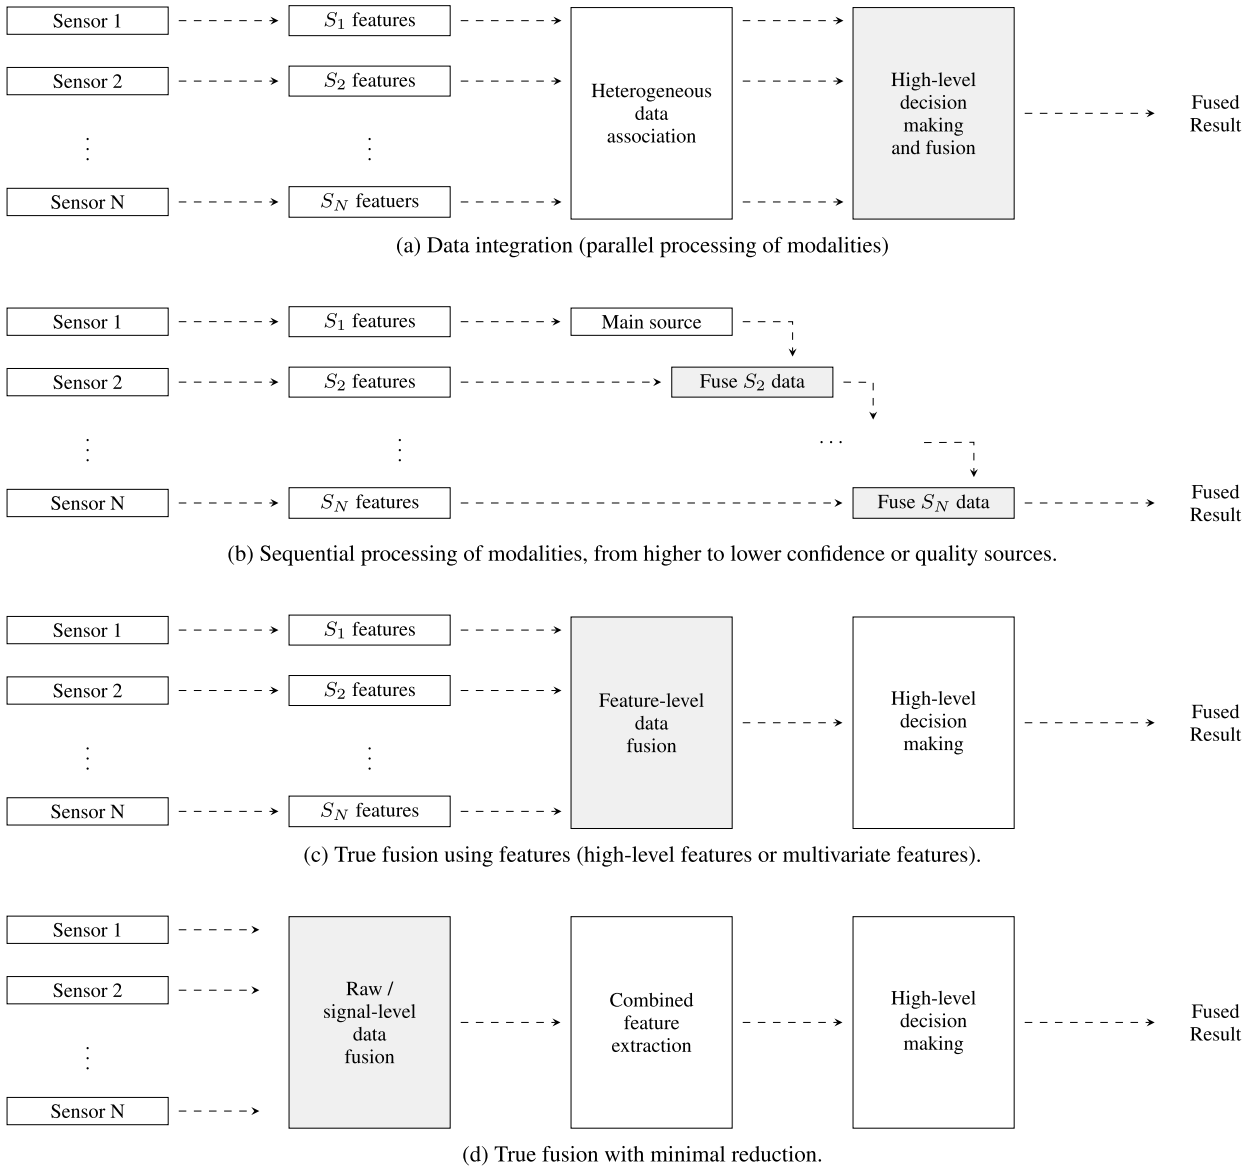 Sensor 1
S₁ features
Sensor 2
S₂ features
⋮
⋮
Sensor N
S_N featuers
Heterogeneous
data
association
High-level
decision
making
and fusion
Fused
Result
(a) Data integration (parallel processing of modalities)
Sensor 1
S₁ features
Main source
Sensor 2
S₂ features
Fuse S₂ data
⋮
⋮
...
Sensor N
S_N features
Fuse S_N data
Fused
Result
(b) Sequential processing of modalities, from higher to lower confidence or quality sources.
Sensor 1
S₁ features
Sensor 2
S₂ features
⋮
⋮
Sensor N
S_N features
Feature-level
data
fusion
High-level
decision
making
Fused
Result
(c) True fusion using features (high-level features or multivariate features).
Sensor 1
Sensor 2
⋮
Sensor N
Raw /
signal-level
data
fusion
Combined
feature
extraction
High-level
decision
making
Fused
Result
(d) True fusion with minimal reduction.